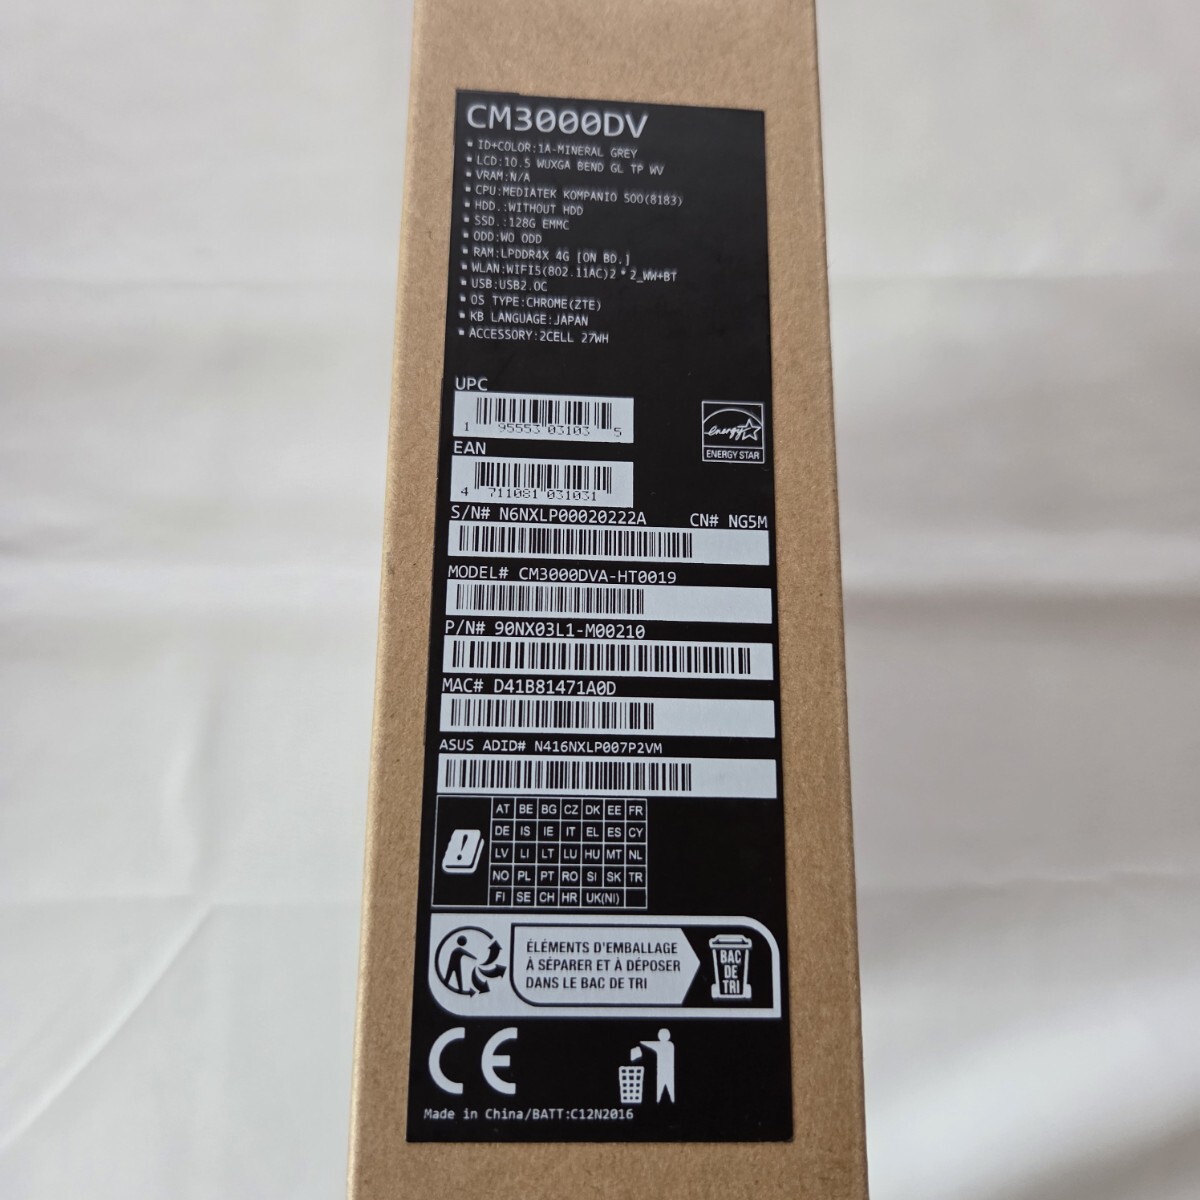 CM3000DV
▪ ID+COLOR:1A-MINERAL GREY
▪ LCD:10.5 WUXGA BEND GL TP WV
▪ VRAM:N/A
▪ CPU:MEDIATEK KOMPANIO 500(8183)
▪ HDD.:WITHOUT HDD
▪ SSD.:128G EMMC
▪ ODD:WO ODD
▪ RAM:LPDDR4X 4G [ON BD.]
▪ WLAN:WIFI5(802.11AC)2*2_WW+BT
▪ USB:USB2.0C
▪ OS TYPE:CHROME(ZTE)
▪ KB LANGUAGE:JAPAN
▪ ACCESSORY:2CELL 27WH
UPC
1 95553 03103 5
energy
ENERGY STAR
EAN
4 711081 031031
S/N# N6NXLP00020222A CN# NG5M
MODEL# CM3000DVA-HT0019
P/N# 90NX03L1-M00210
MAC# D41B81471A0D
ASUS ADID# N416NXLP007P2VM
AT BE BG CZ DK EE FR
DE IS IE IT EL ES CY
LV LI LT LU HU MT NL
NO PL PT RO SI SK TR
FI SE CH HR UK(NI)
ÉLÉMENTS D'EMBALLAGE
À SÉPARER ET À DÉPOSER
DANS LE BAC DE TRI
BAC
DE
TRI
CE
Made in China/BATT:C12N2016